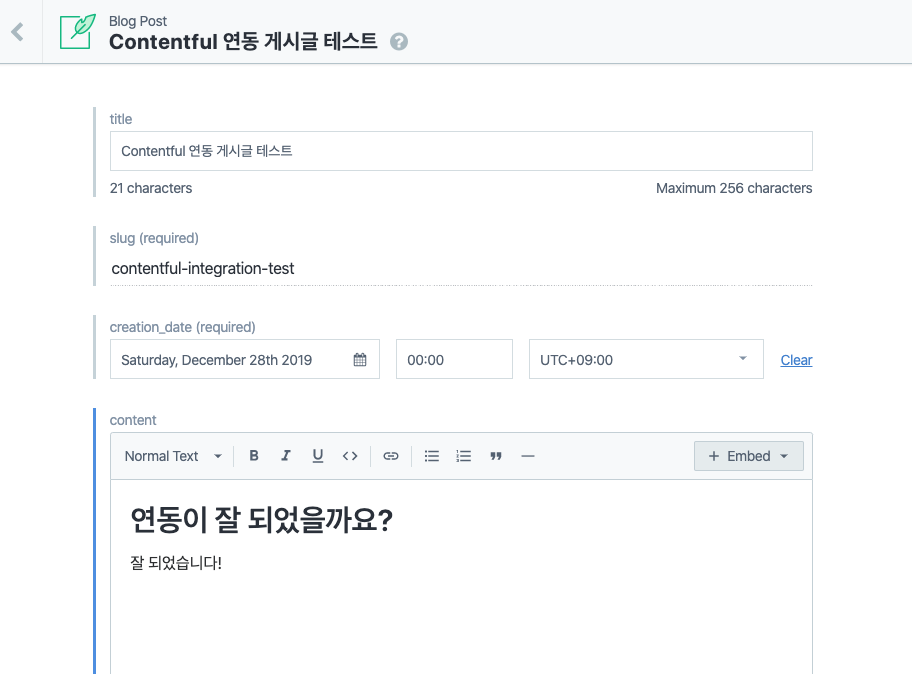 Blog Post
Contentful 연동 게시글 테스트 ?
title
Contentful 연동 게시글 테스트
21 characters Maximum 256 characters
slug (required)
contentful-integration-test
creation_date (required)
Saturday, December 28th 2019 00:00 UTC+09:00 Clear
content
Normal Text B I U <> ” — + Embed
연동이 잘 되었을까요?
잘 되었습니다!